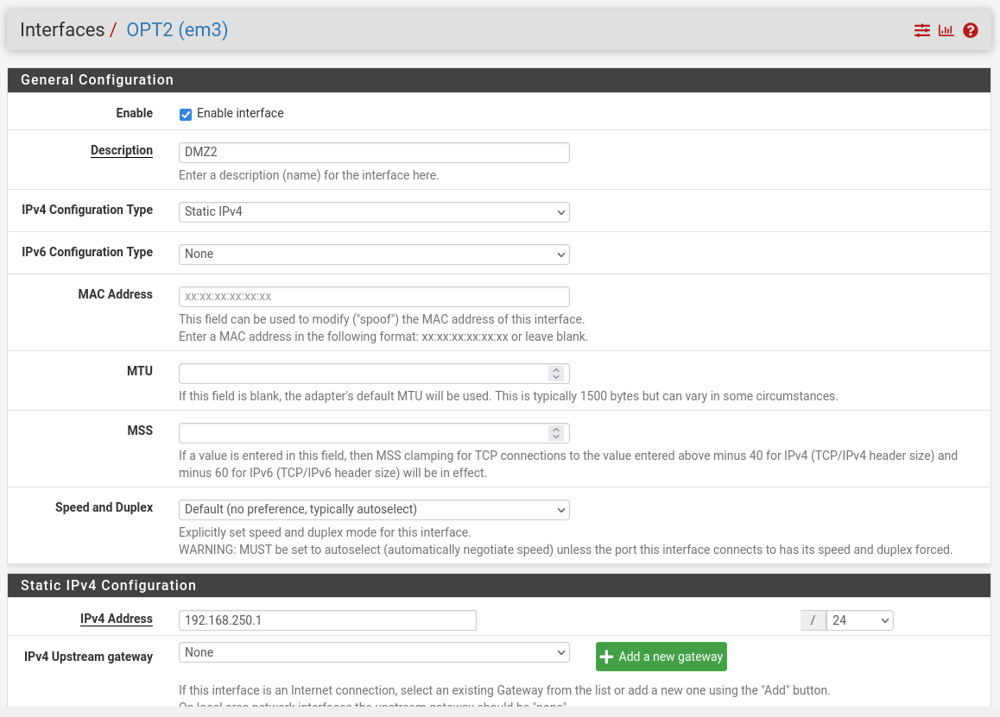 Interfaces / OPT2 (em3)
General Configuration
Enable
Enable interface
Description
DMZ2
Enter a description (name) for the interface here.
IPv4 Configuration Type
Static IPv4
IPv6 Configuration Type
None
MAC Address
xx:xx:xx:xx:xx:xx
This field can be used to modify ("spoof") the MAC address of this interface.
Enter a MAC address in the following format: xx:xx:xx:xx:xx:xx or leave blank.
MTU
If this field is blank, the adapter's default MTU will be used. This is typically 1500 bytes but can vary in some circumstances.
MSS
If a value is entered in this field, then MSS clamping for TCP connections to the value entered above minus 40 for IPv4 (TCP/IPv4 header size) and
minus 60 for IPv6 (TCP/IPv6 header size) will be in effect.
Speed and Duplex
Default (no preference, typically autoselect)
Explicitly set speed and duplex mode for this interface.
WARNING: MUST be set to autoselect (automatically negotiate speed) unless the port this interface connects to has its speed and duplex forced.
Static IPv4 Configuration
IPv4 Address
192.168.250.1
/ 24
IPv4 Upstream gateway
None
Add a new gateway
If this interface is an Internet connection, select an existing Gateway from the list or add a new one using the "Add" button.
On local area network interfaces the upstream gateway should be "none".